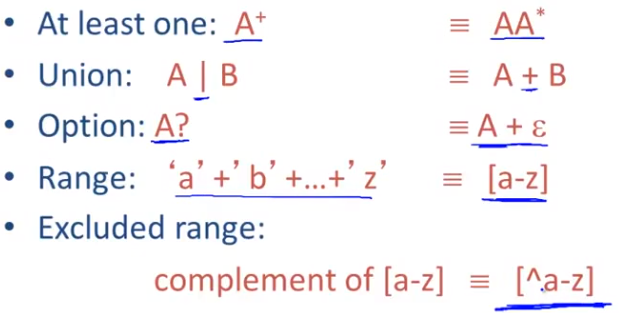 • At least one: A⁺ ≡ AA*
• Union: A | B ≡ A + B
• Option: A? ≡ A + ε
• Range: ‘a’ +’ b’ +...+’ z’ ≡ [a-z]
• Excluded range:
complement of [a-z] ≡ [^a-z]